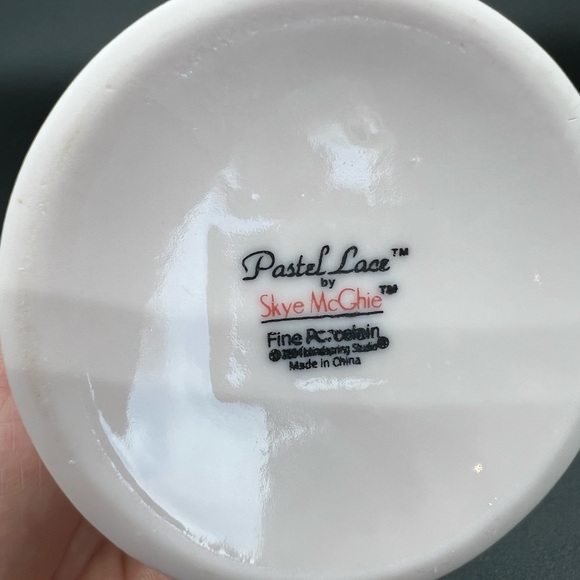 Pastel Lace™
by
Skye McGhie™
Fine Porcelain
Studio®
Made in China